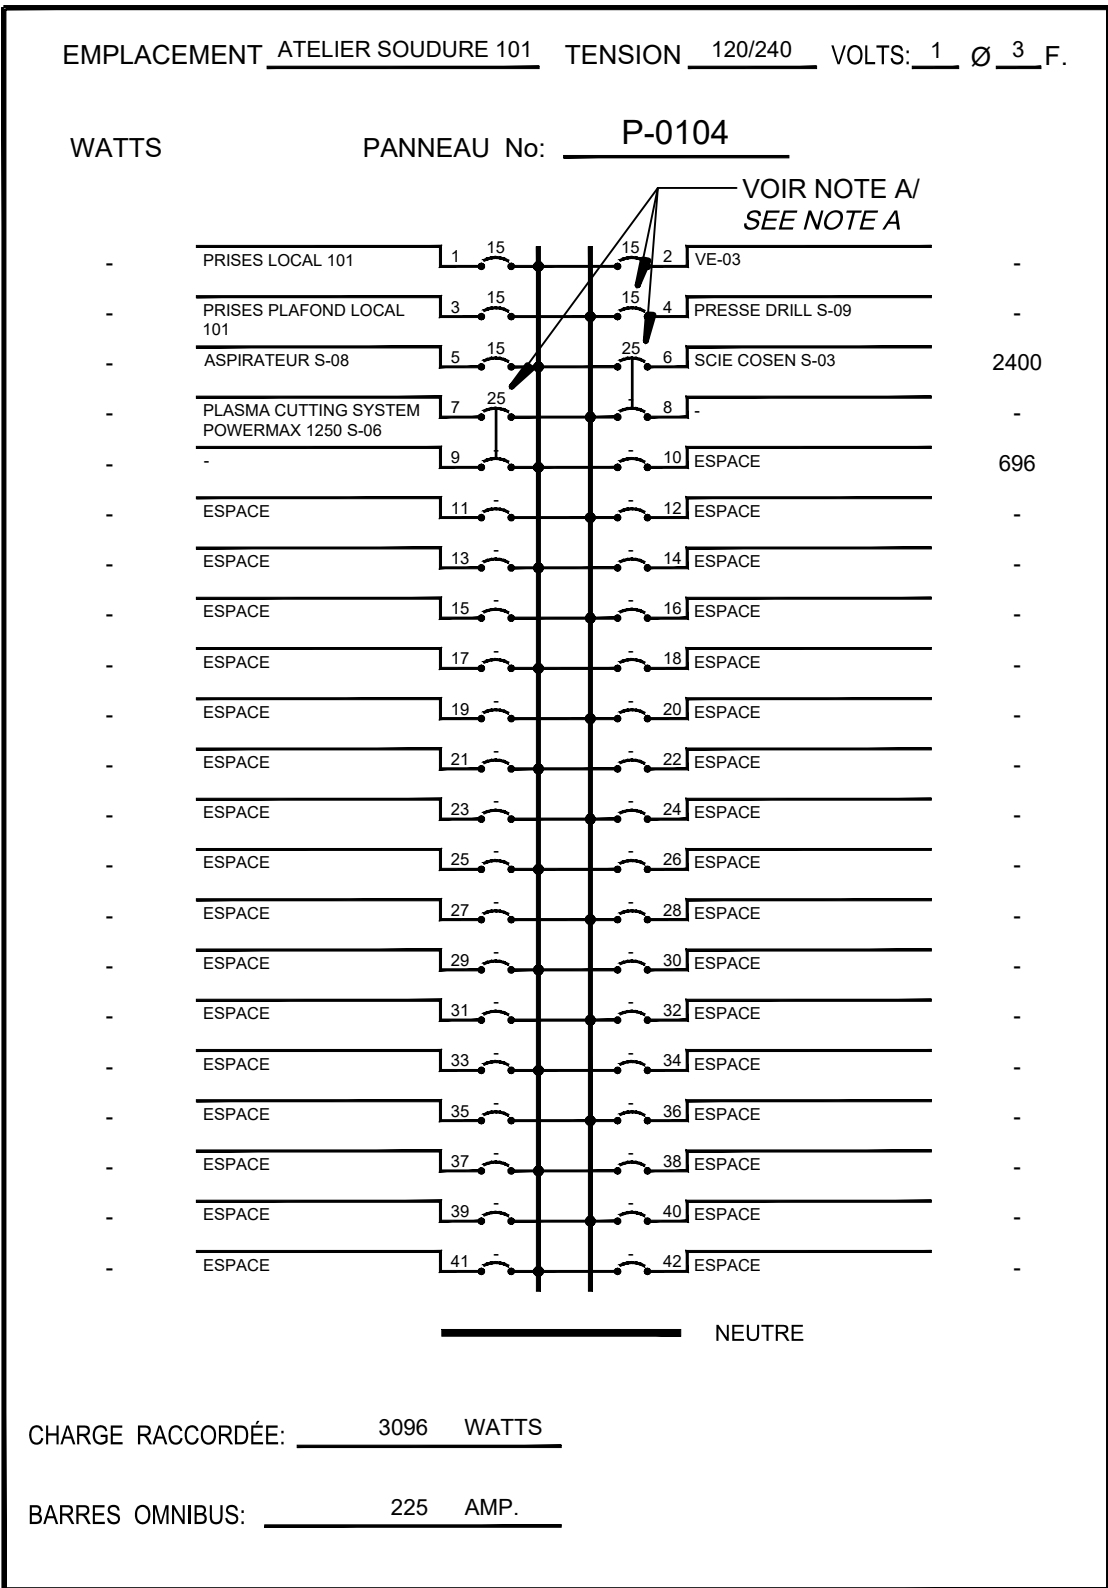 EMPLACEMENT ATELIER SOUDURE 101 TENSION 120/240 VOLTS: 1 Ø 3 F.
WATTS PANNEAU No: P-0104
VOIR NOTE A/
SEE NOTE A
- PRISES LOCAL 101 1 15 15 2 VE-03 -
- PRISES PLAFOND LOCAL 3 15 15 4 PRESSE DRILL S-09 -
101
- ASPIRATEUR S-08 5 15 25 6 SCIE COSEN S-03 2400
- PLASMA CUTTING SYSTEM 7 25 - 8 - -
POWERMAX 1250 S-06
- - 9 - - 10 ESPACE 696
- ESPACE 11 - - 12 ESPACE -
- ESPACE 13 - - 14 ESPACE -
- ESPACE 15 - - 16 ESPACE -
- ESPACE 17 - - 18 ESPACE -
- ESPACE 19 - - 20 ESPACE -
- ESPACE 21 - - 22 ESPACE -
- ESPACE 23 - - 24 ESPACE -
- ESPACE 25 - - 26 ESPACE -
- ESPACE 27 - - 28 ESPACE -
- ESPACE 29 - - 30 ESPACE -
- ESPACE 31 - - 32 ESPACE -
- ESPACE 33 - - 34 ESPACE -
- ESPACE 35 - - 36 ESPACE -
- ESPACE 37 - - 38 ESPACE -
- ESPACE 39 - - 40 ESPACE -
- ESPACE 41 - - 42 ESPACE -
NEUTRE
CHARGE RACCORDÉE: 3096 WATTS
BARRES OMNIBUS: 225 AMP.